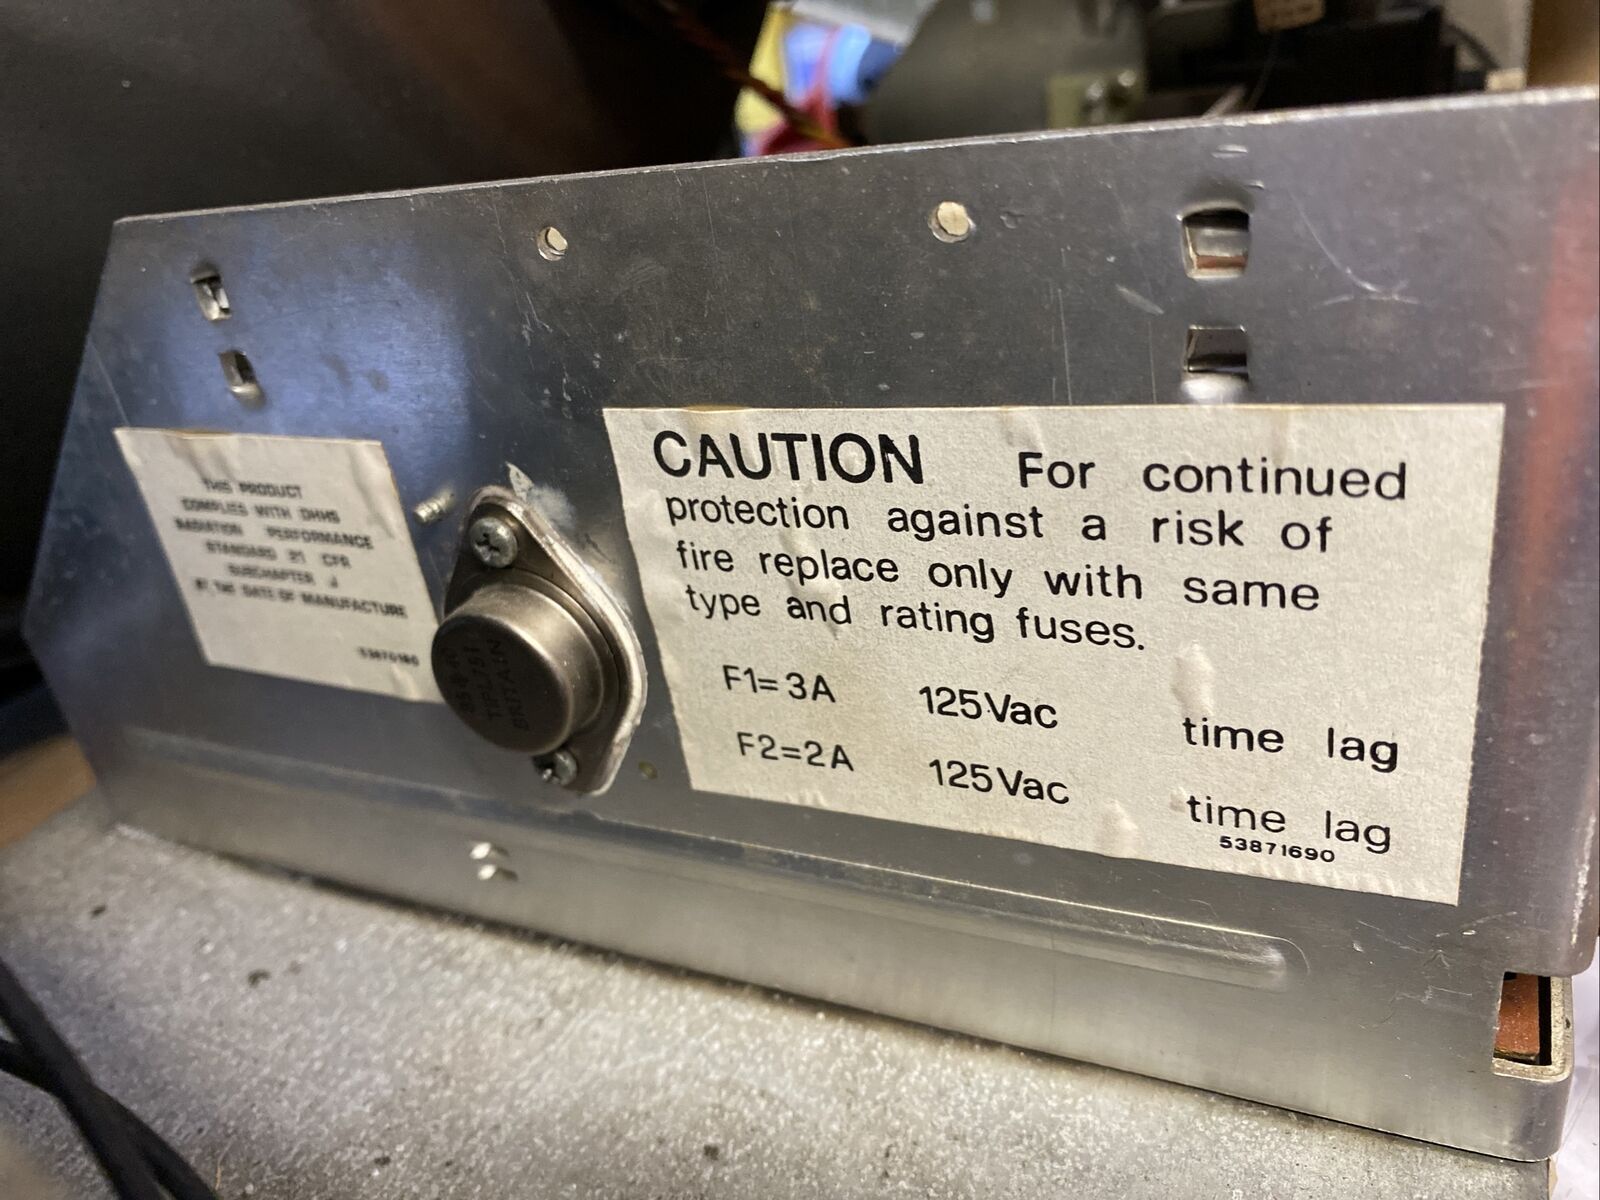 THIS PRODUCT
COMPLIES WITH DHHS
RADIATION PERFORMANCE
STANDARD 21 CFR
SUBCHAPTER J
AT THE DATE OF MANUFACTURE
TIPL751
BRITAIN
CAUTION For continued
protection against a risk of
fire replace only with same
type and rating fuses.
F1=3A 125Vac time lag
F2=2A 125Vac time lag
53871690